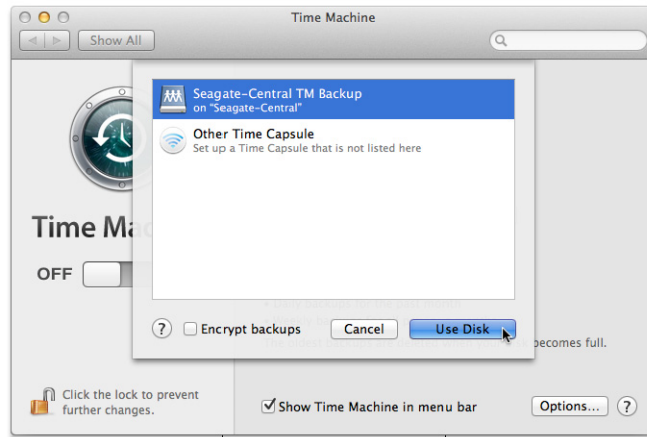 Time Machine
Show All
Seagate-Central TM Backup
on "Seagate-Central"
Other Time Capsule
Set up a Time Capsule that is not listed here
Time Ma
OFF
? Encrypt backups Cancel Use Disk
becomes full.
Click the lock to prevent
further changes.
Show Time Machine in menu bar Options... ?